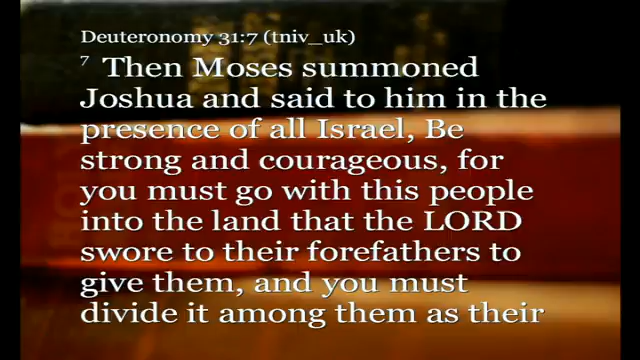 Deuteronomy 31:7 (tniv_uk)
7 Then Moses summoned
Joshua and said to him in the
presence of all Israel, Be
strong and courageous, for
you must go with this people
into the land that the LORD
swore to their forefathers to
give them, and you must
divide it among them as their